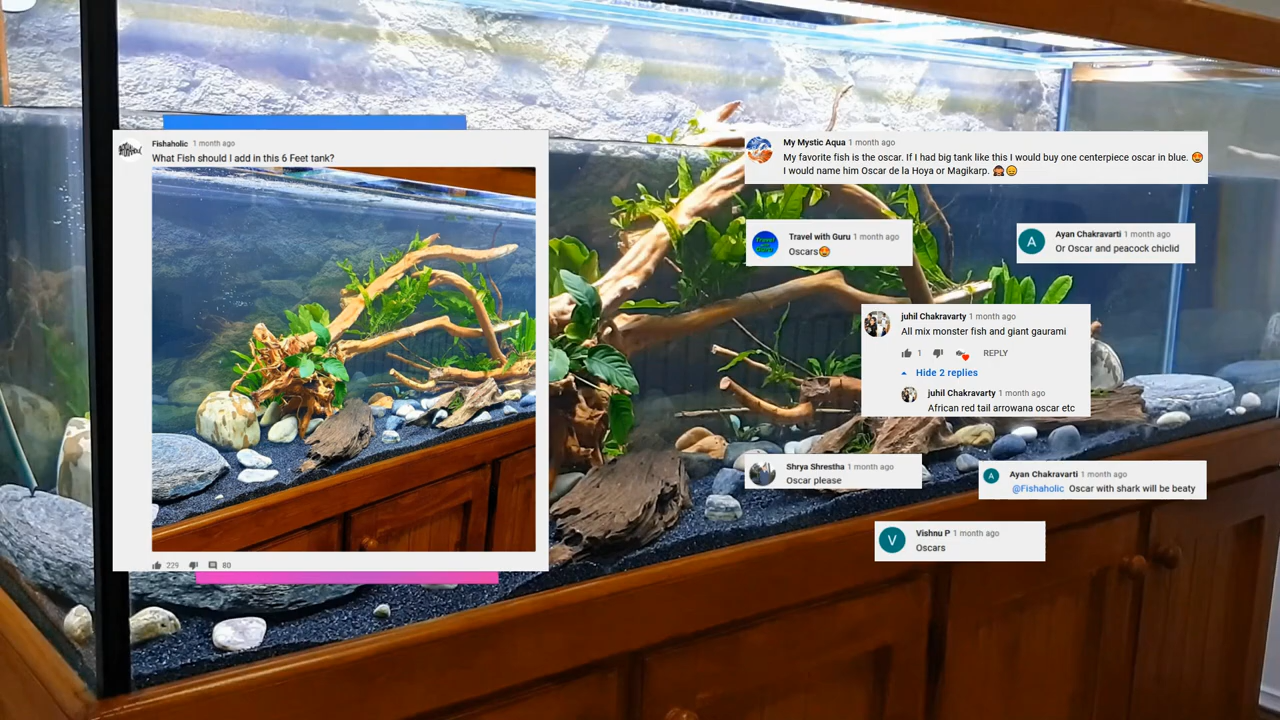 Fishaholic 1 month ago
What Fish should I add in this 6 Feet tank?
229 80
My Mystic Aqua 1 month ago
My favorite fish is the oscar. If I had big tank like this I would buy one centerpiece oscar in blue. 🤩
I would name him Oscar de la Hoya or Magikarp.
Travel with Guru 1 month ago
Oscars🤩
A
Ayan Chakravarti 1 month ago
Or Oscar and peacock chiclid
juhil Chakravarty 1 month ago
All mix monster fish and giant gaurami
1 REPLY
Hide 2 replies
juhil Chakravarty 1 month ago
African red tail arrowana oscar etc
Shrya Shrestha 1 month ago
Oscar please
A
Ayan Chakravarti 1 month ago
@Fishaholic Oscar with shark will be beaty
V
Vishnu P 1 month ago
Oscars